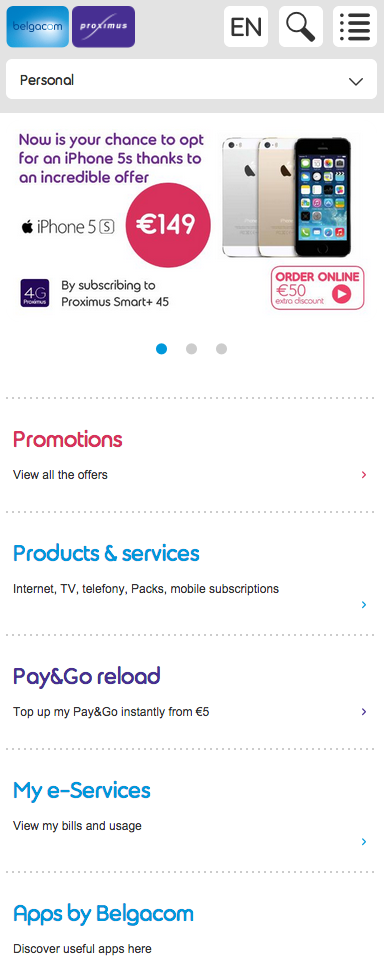 belgacom proximus EN
Personal
Now is your chance to opt
for an iPhone 5s thanks to
an incredible offer
iPhone 5 S
€149
4G
Proximus
By subscribing to
Proximus Smart+ 45
ORDER ONLINE
€50
extra discount
Promotions
View all the offers
Products & services
Internet, TV, telefony, Packs, mobile subscriptions
Pay&Go reload
Top up my Pay&Go instantly from €5
My e-Services
View my bills and usage
Apps by Belgacom
Discover useful apps here